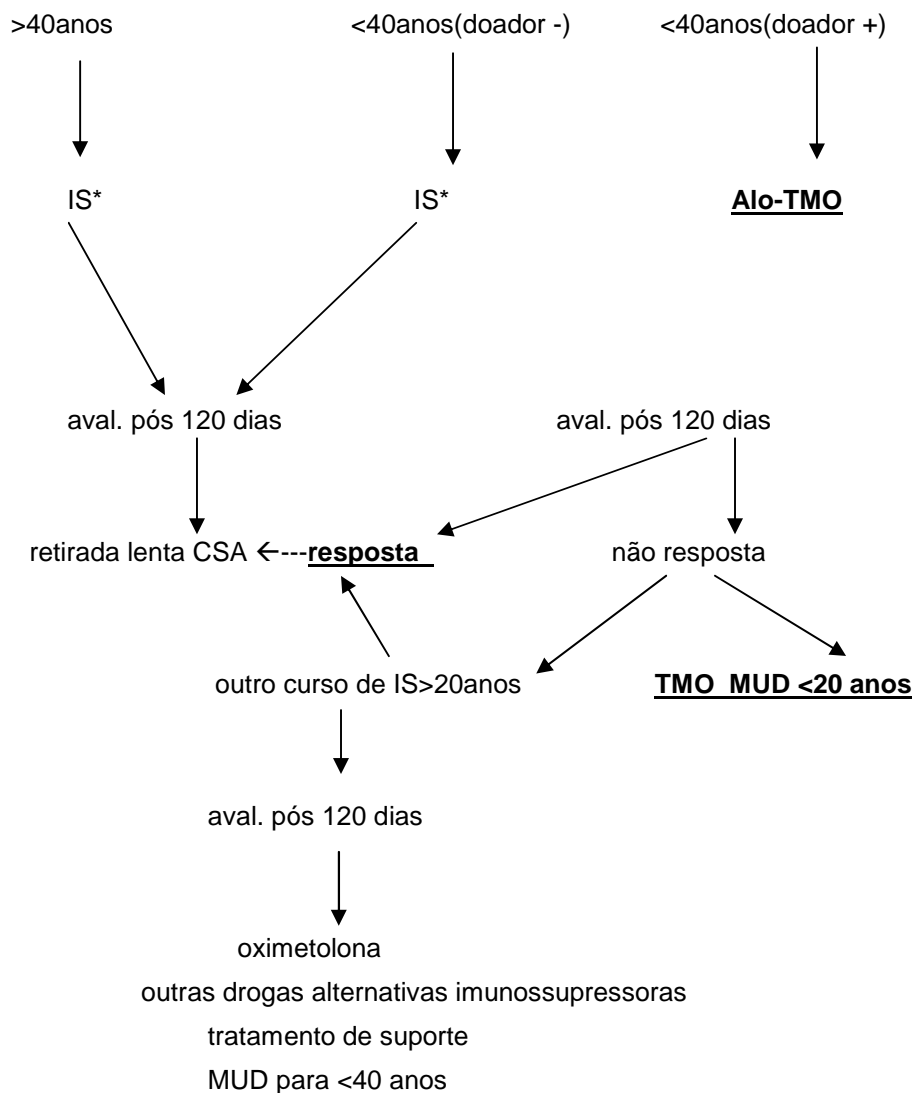 >40anos <40anos(doador -) <40anos(doador +)
IS* IS* Alo-TMO
aval. pós 120 dias aval. pós 120 dias
retirada lenta CSA ←---resposta não resposta
outro curso de IS>20anos TMO MUD <20 anos
aval. pós 120 dias
oximetolona
outras drogas alternativas imunossupressoras
tratamento de suporte
MUD para <40 anos